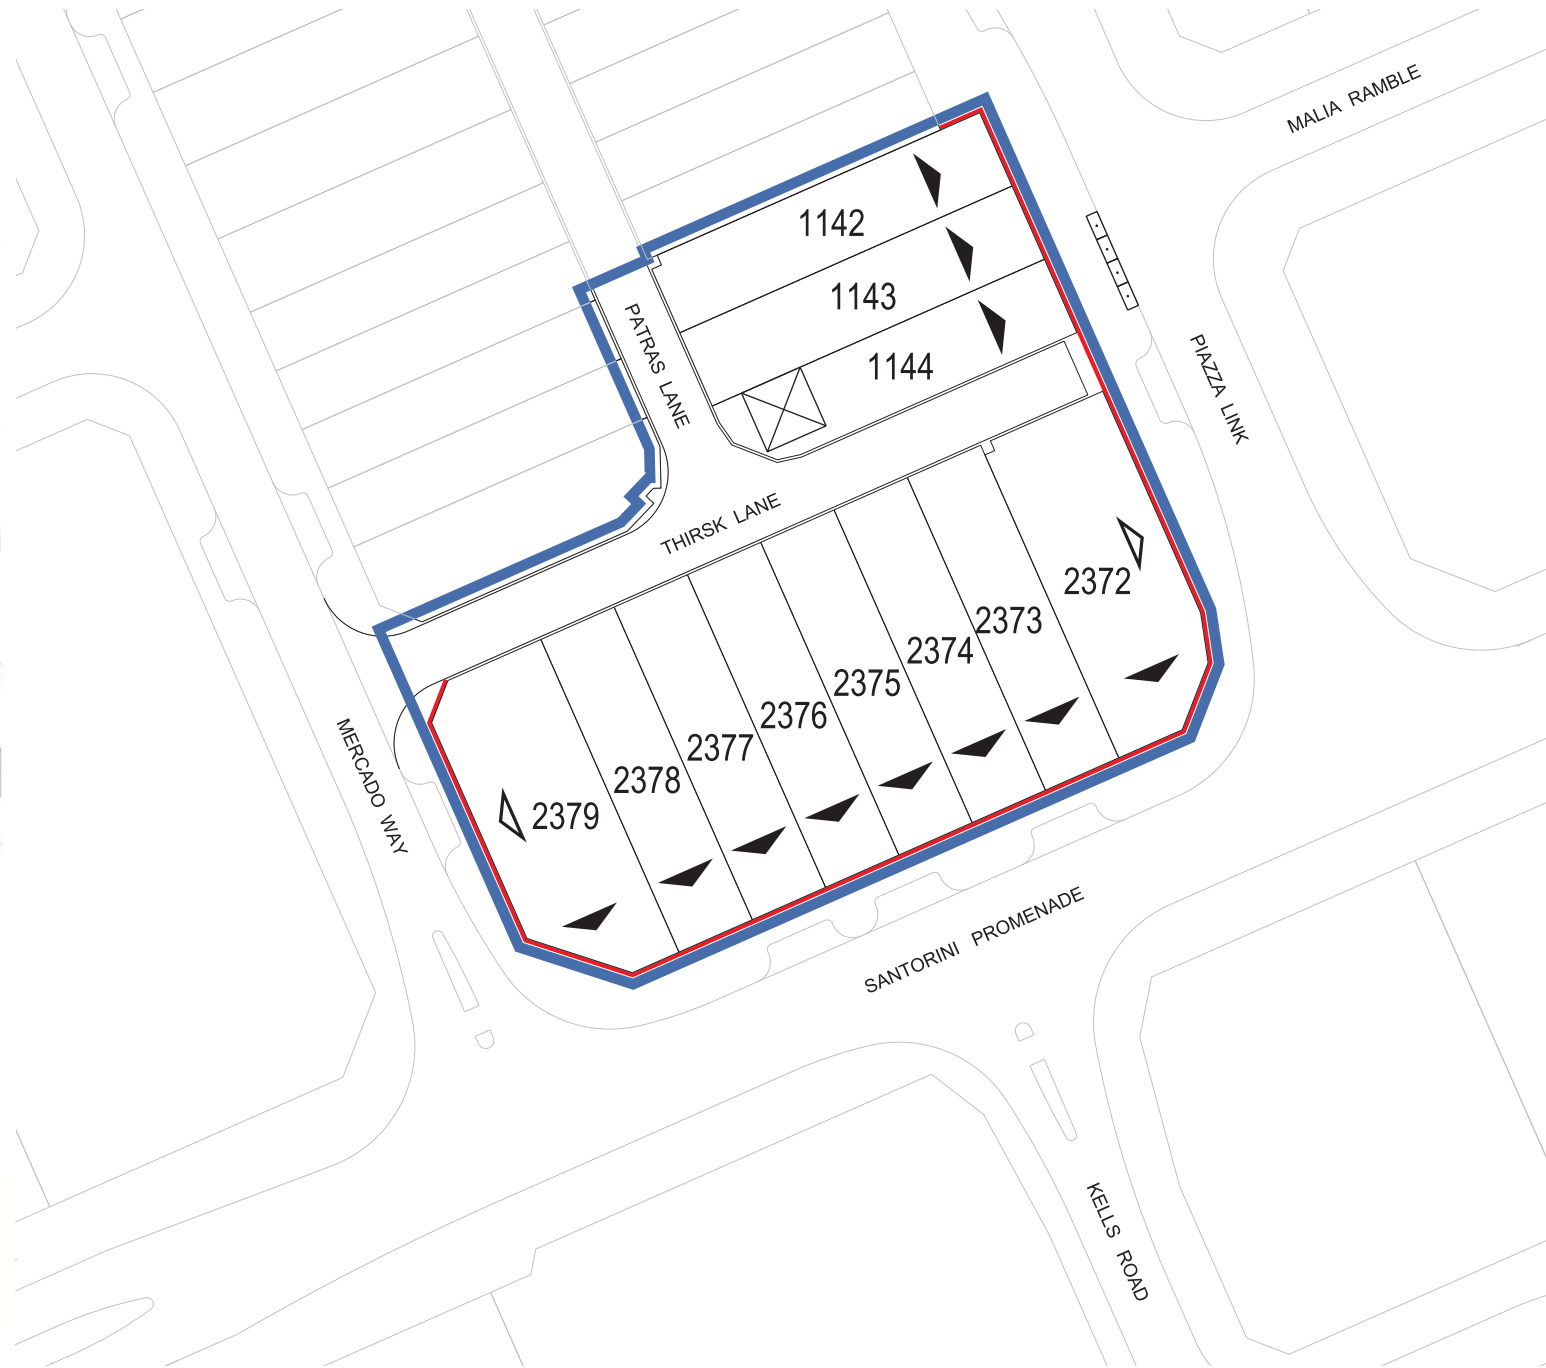 MALIA RAMBLE
1142
1143
1144
PATRAS LANE
PIAZZA LINK
THIRSK LANE
2372
2373
2374
2375
2376
2377
2378
2379
MERCADO WAY
SANTORINI PROMENADE
KELLS ROAD